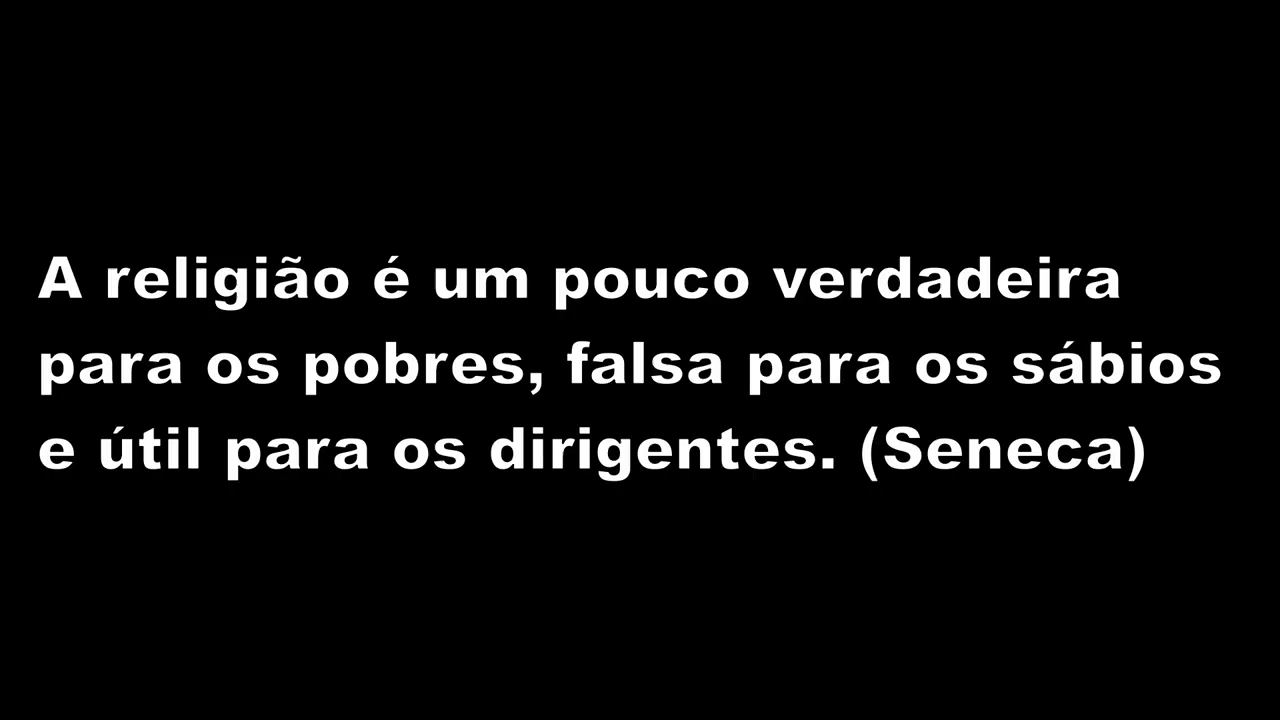 A religião é um pouco verdadeira
para os pobres, falsa para os sábios
e útil para os dirigentes. (Seneca)